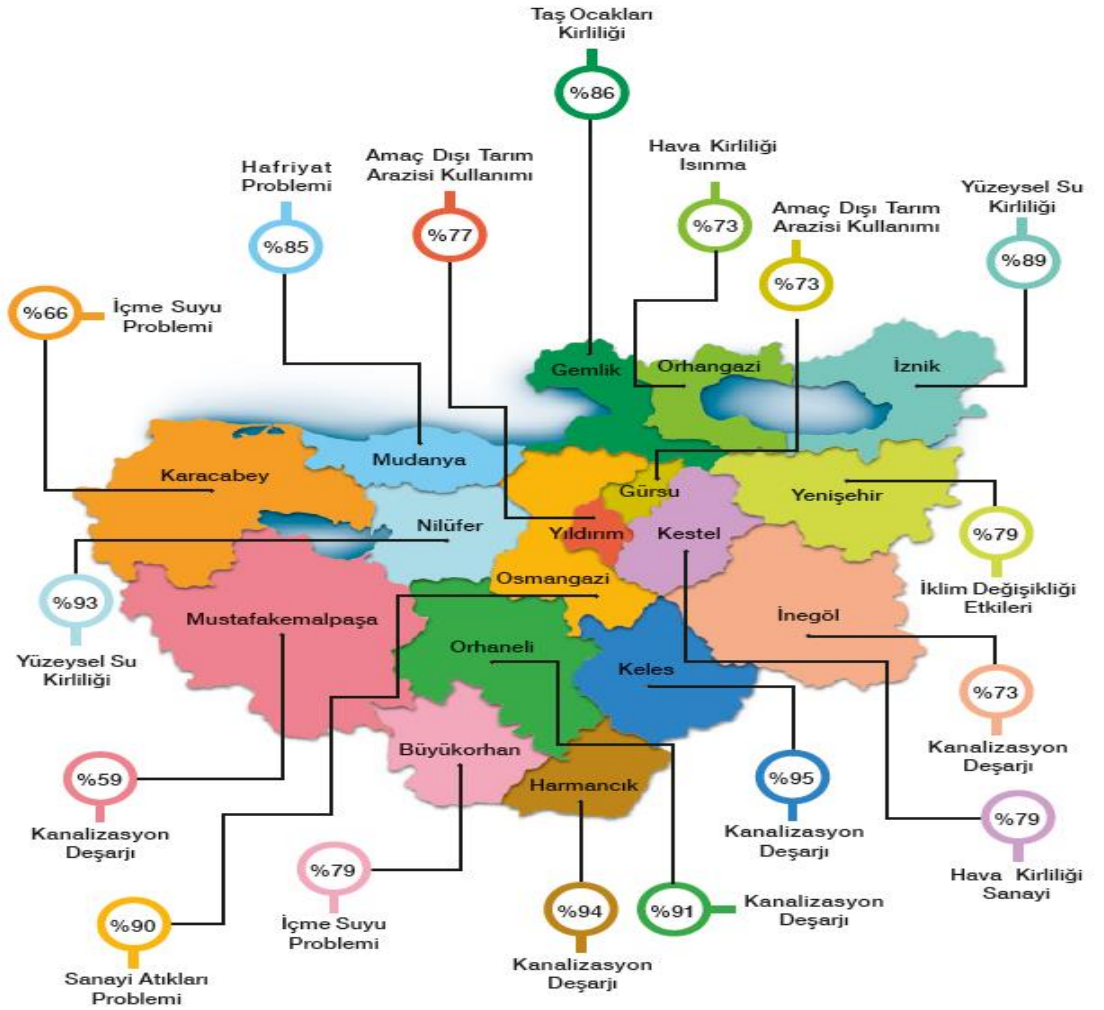 Taş Ocakları
Kirliliği
%86
Hafriyat
Problemi
%85
Amaç Dışı Tarım
Arazisi Kullanımı
%77
Hava Kirliliği
Isınma
%73
Amaç Dışı Tarım
Arazisi Kullanımı
%73
Yüzeysel Su
Kirliliği
%89
%66
İçme Suyu
Problemi
Gemlik
Orhangazi
İznik
Karacabey
Mudanya
Nilüfer
Gürsu
Yıldırım
Kestel
Yenişehir
Osmangazi
Mustafakemalpaşa
Orhaneli
Keles
İnegöl
Büyükorhan
Harmancık
%93
Yüzeysel Su
Kirliliği
%79
İklim Değişikliği
Etkileri
%73
Kanalizasyon
Deşarjı
%59
Kanalizasyon
Deşarjı
%95
Kanalizasyon
Deşarjı
%79
Hava Kirliliği
Sanayi
%90
Sanayi Atıkları
Problemi
%79
İçme Suyu
Problemi
%94
Kanalizasyon
Deşarjı
%91
Kanalizasyon
Deşarjı